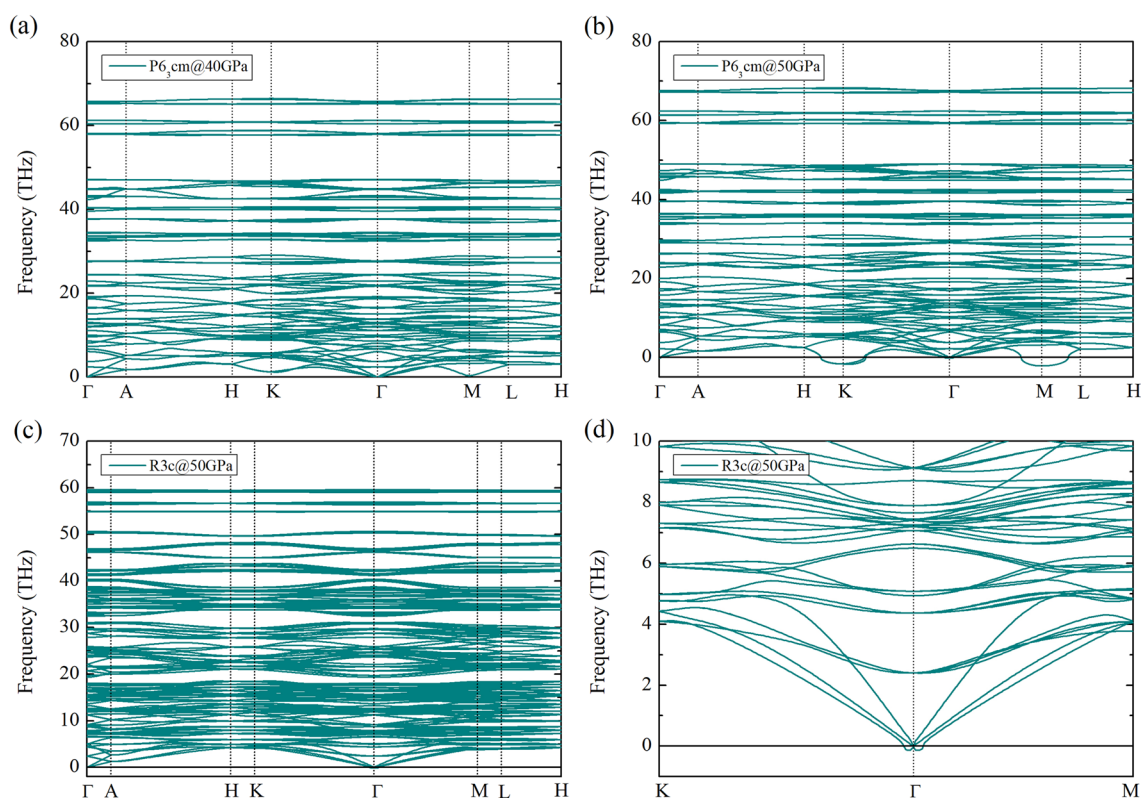 (a)
80
P6₃cm@40GPa
60
40
20
0
Frequency (THz)
Γ A H K Γ M L H
(b)
80
P6₃cm@50GPa
60
40
20
0
Frequency (THz)
Γ A H K Γ M L H
(c)
70
R3c@50GPa
60
50
40
30
20
10
0
Frequency (THz)
Γ A H K Γ M L H
(d)
10
R3c@50GPa
8
6
4
2
0
Frequency (THz)
K Γ M